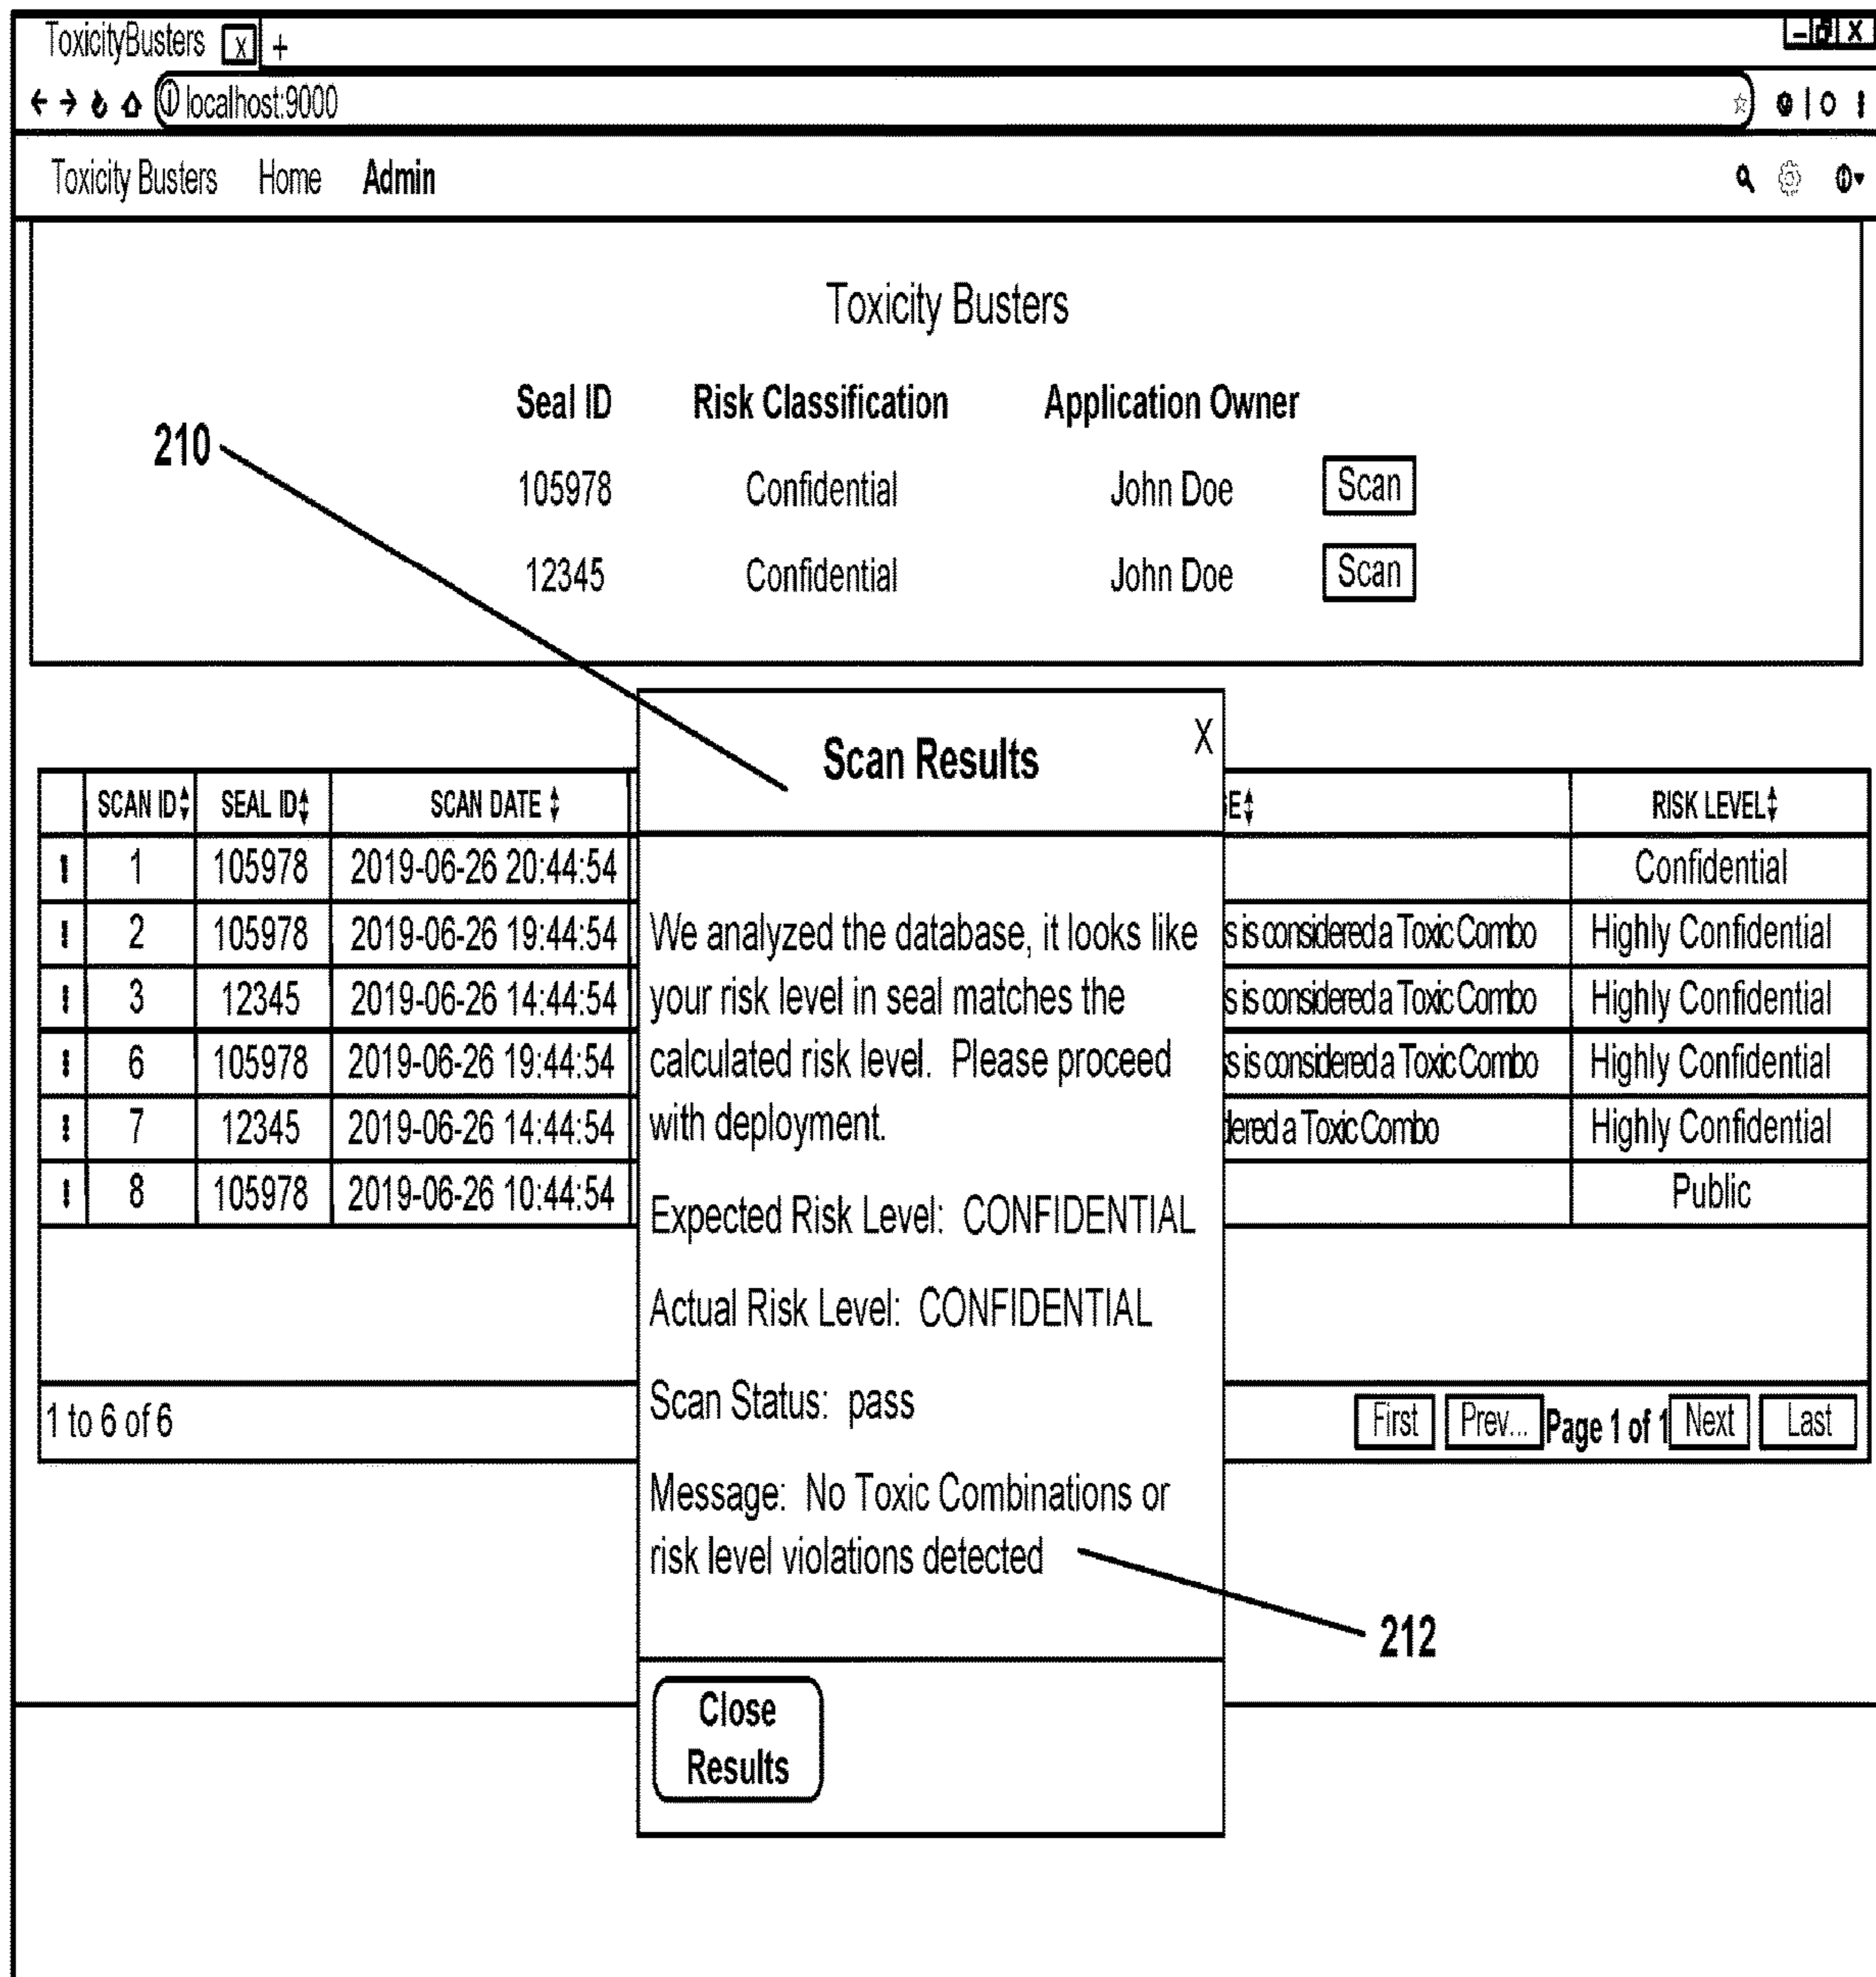 ToxicityBusters x +
localhost:9000
Toxicity Busters Home Admin
Toxicity Busters
Seal ID Risk Classification Application Owner
210
105978 Confidential John Doe Scan
12345 Confidential John Doe Scan
Scan Results X
SCAN ID SEAL ID SCAN DATE E RISK LEVEL
1 105978 2019-06-26 20:44:54 Confidential
2 105978 2019-06-26 19:44:54 s is considered a Toxic Combo Highly Confidential
3 12345 2019-06-26 14:44:54 s is considered a Toxic Combo Highly Confidential
6 105978 2019-06-26 19:44:54 s is considered a Toxic Combo Highly Confidential
7 12345 2019-06-26 14:44:54 dered a Toxic Combo Highly Confidential
8 105978 2019-06-26 10:44:54 Public
We analyzed the database, it looks like
your risk level in seal matches the
calculated risk level. Please proceed
with deployment.
Expected Risk Level: CONFIDENTIAL
Actual Risk Level: CONFIDENTIAL
Scan Status: pass
Message: No Toxic Combinations or
risk level violations detected
1 to 6 of 6 First Prev... Page 1 of 1 Next Last
212
Close
Results